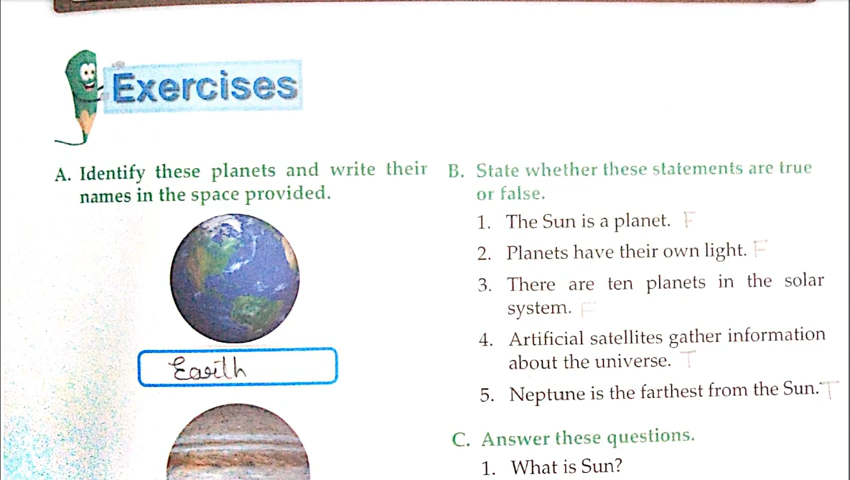 Exercises
A. Identify these planets and write their
names in the space provided.
Earth
B. State whether these statements are true
or false.
1. The Sun is a planet. F
2. Planets have their own light. F
3. There are ten planets in the solar
system. F
4. Artificial satellites gather information
about the universe. T
5. Neptune is the farthest from the Sun. T
C. Answer these questions.
1. What is Sun?